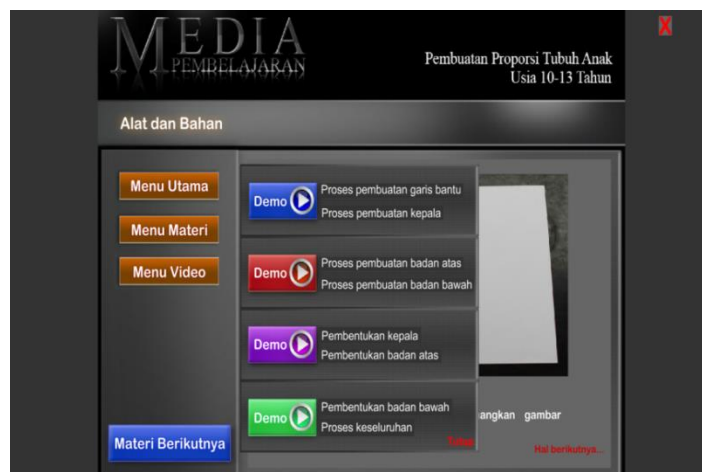 MEDIA
PEMBELAJARAN
Pembuatan Proporsi Tubuh Anak
Usia 10-13 Tahun
X
Alat dan Bahan
Menu Utama
Menu Materi
Menu Video
Materi Berikutnya
Demo
Proses pembuatan garis bantu
Proses pembuatan kepala
Demo
Proses pembuatan badan atas
Proses pembuatan badan bawah
Demo
Pembentukan kepala
Pembentukan badan atas
Demo
Pembentukan badan bawah
Proses keseluruhan
Tutup
angkan gambar
Hal berikutnya...